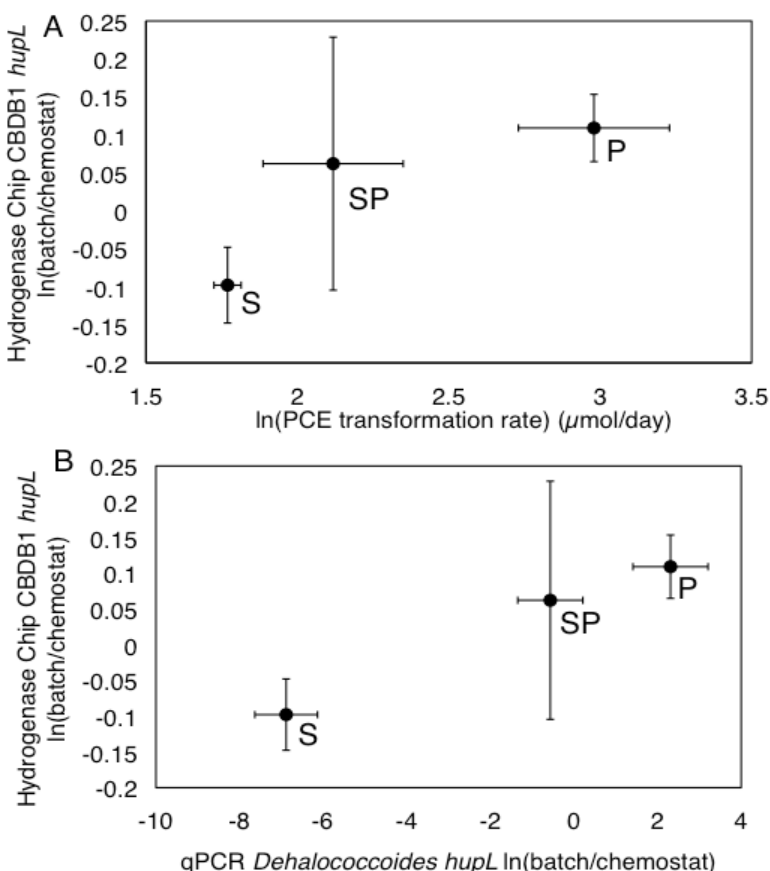 A
0.25
0.2
0.15
0.1
0.05
0
-0.05
-0.1
-0.15
-0.2
Hydrogenase Chip CBDB1 hupL
ln(batch/chemostat)
P
SP
S
1.5 2 2.5 3 3.5
ln(PCE transformation rate) (µmol/day)
B
0.25
0.2
0.15
0.1
0.05
0
-0.05
-0.1
-0.15
-0.2
Hydrogenase Chip CBDB1 hupL
ln(batch/chemostat)
P
SP
S
-10 -8 -6 -4 -2 0 2 4
qPCR Dehalococcoides hupL ln(batch/chemostat)